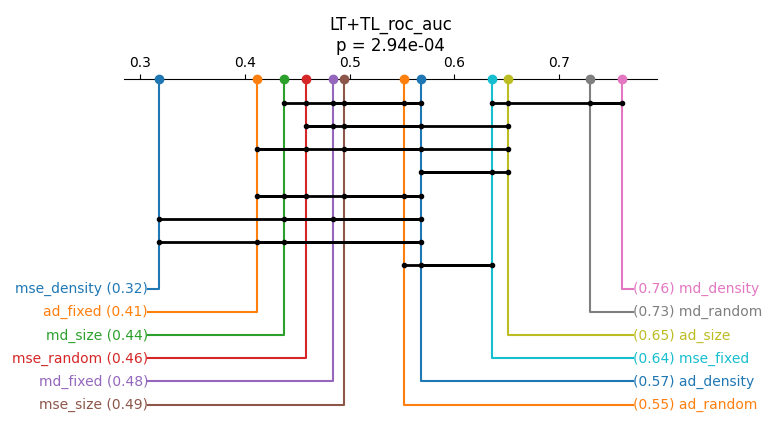 LT+TL_roc_auc
p = 2.94e-04
0.3 0.4 0.5 0.6 0.7
mse_density (0.32) (0.76) md_density
ad_fixed (0.41) (0.73) md_random
md_size (0.44) (0.65) ad_size
mse_random (0.46) (0.64) mse_fixed
md_fixed (0.48) (0.57) ad_density
mse_size (0.49) (0.55) ad_random